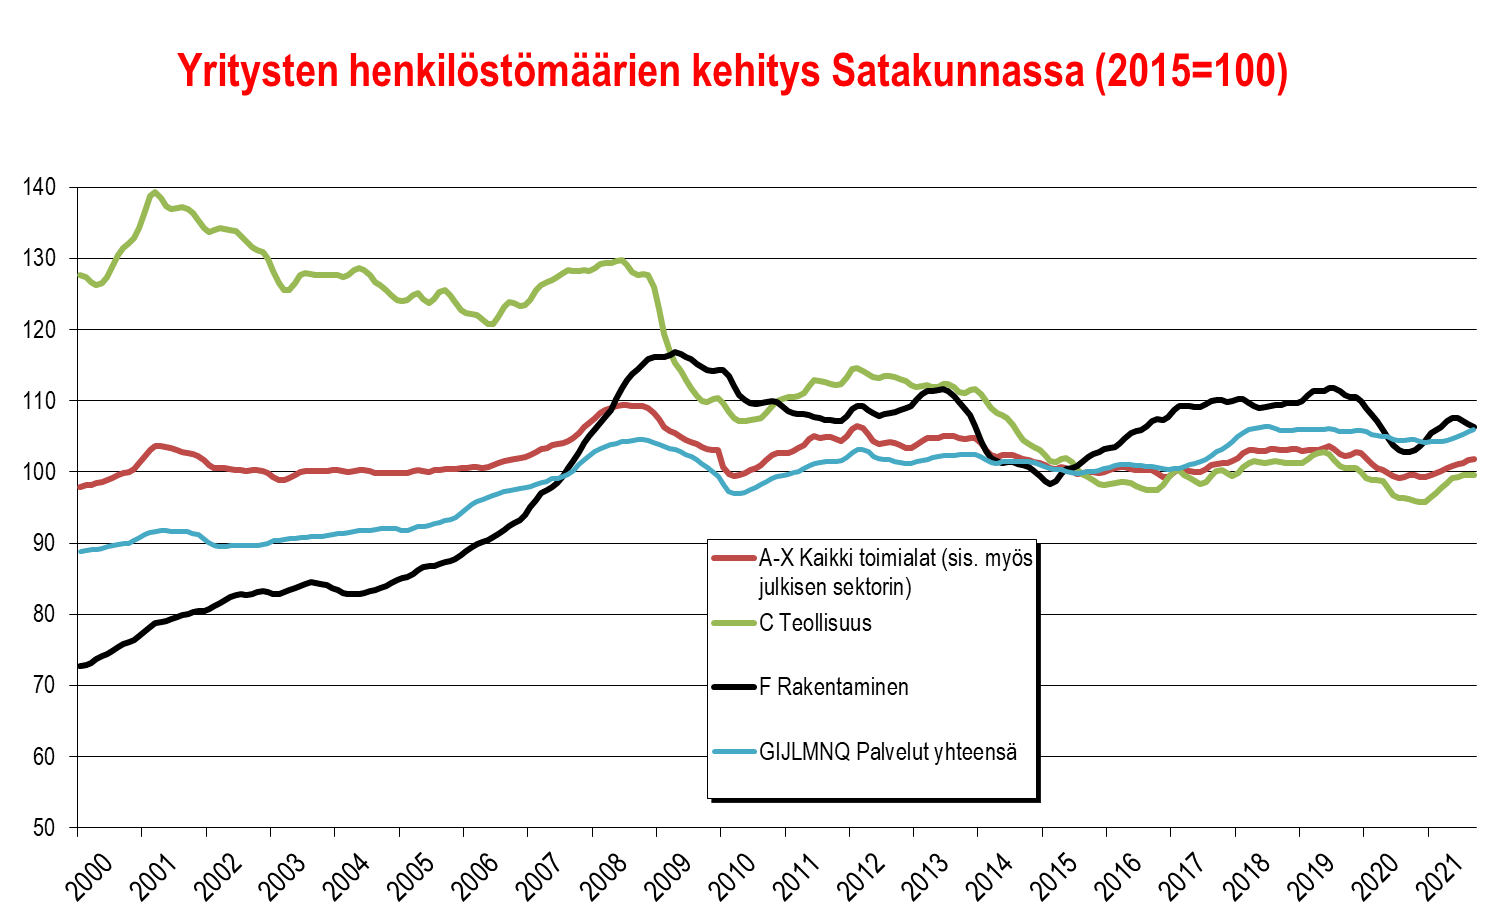 Yritysten henkilöstömäärien kehitys Satakunnassa (2015=100)
140
130
120
110
100
90
80
70
60
50
A-X Kaikki toimialat (sis. myös
julkisen sektorin)
C Teollisuus
F Rakentaminen
GIJLMNQ Palvelut yhteensä
2000 2001 2002 2003 2004 2005 2006 2007 2008 2009 2010 2011 2012 2013 2014 2015 2016 2017 2018 2019 2020 2021